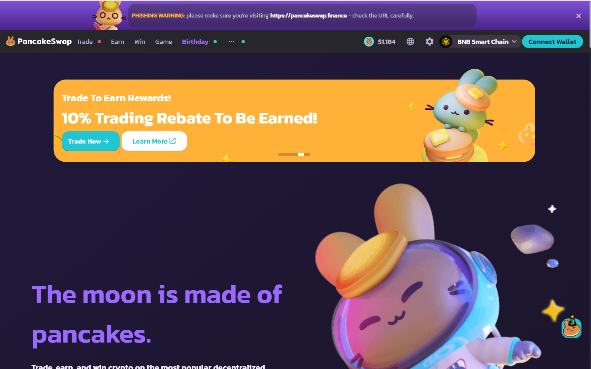 PHISHING WARNING: please make sure you're visiting https://pancakeswap.finance - check the URL carefully.
PancakeSwap Trade Earn Win Game Birthday ... $1.184 BNB Smart Chain Connect Wallet
Trade To Earn Rewards!
10% Trading Rebate To Be Earned!
Trade Now → Learn More
The moon is made of
pancakes.
Trade, earn, and win crypto on the most popular decentralized